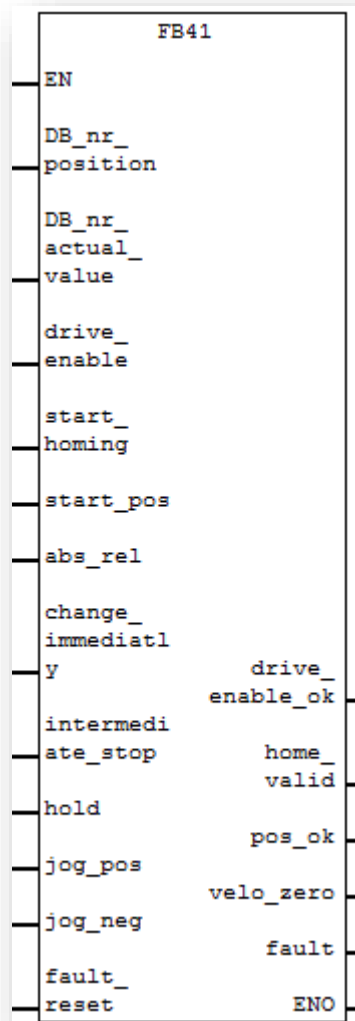 FB41
EN
DB_nr_
position
DB_nr_
actual_
value
drive_
enable
start_
homing
start_pos
abs_rel
change_
immediatl
y
drive_
enable_ok
intermedi
ate_stop
home_
valid
hold
pos_ok
jog_pos
velo_zero
jog_neg
fault
fault_
reset
ENO